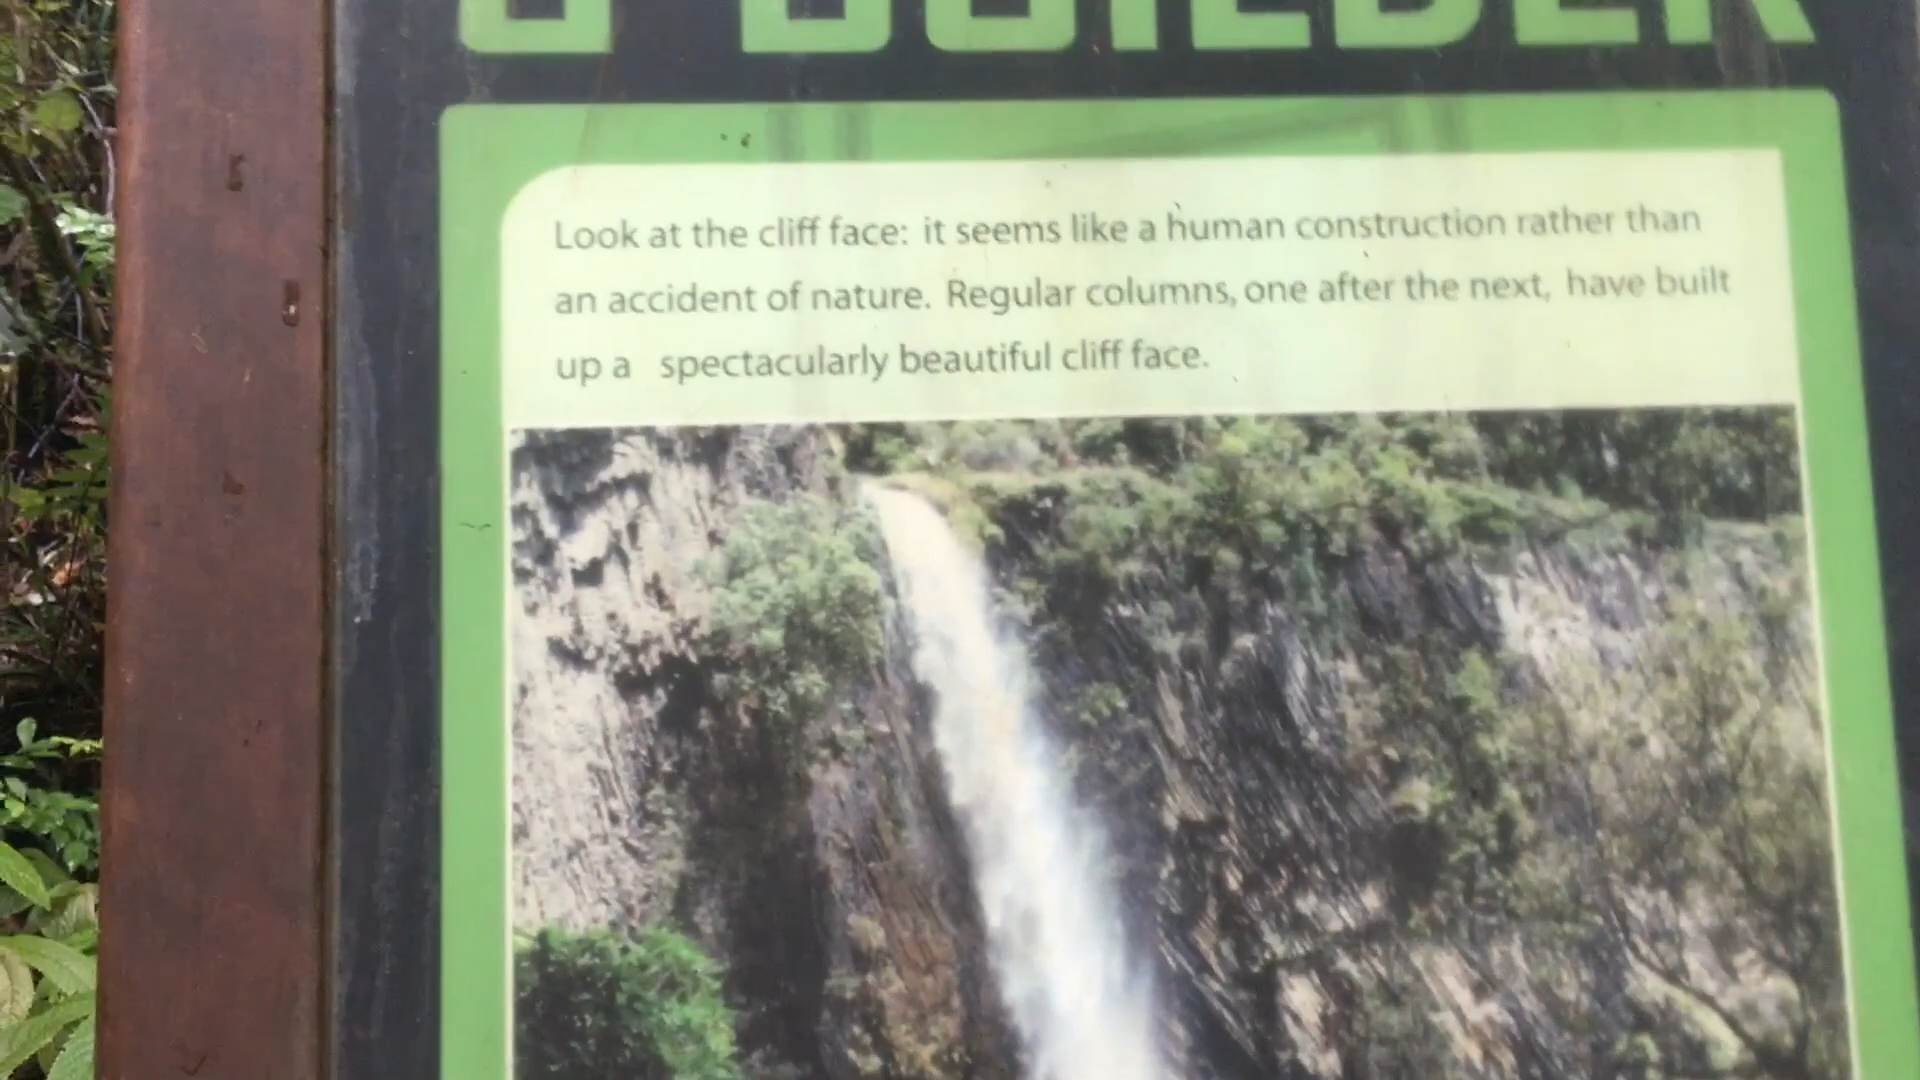 BUILDER
Look at the cliff face: it seems like a human construction rather than
an accident of nature. Regular columns, one after the next, have built
up a spectacularly beautiful cliff face.